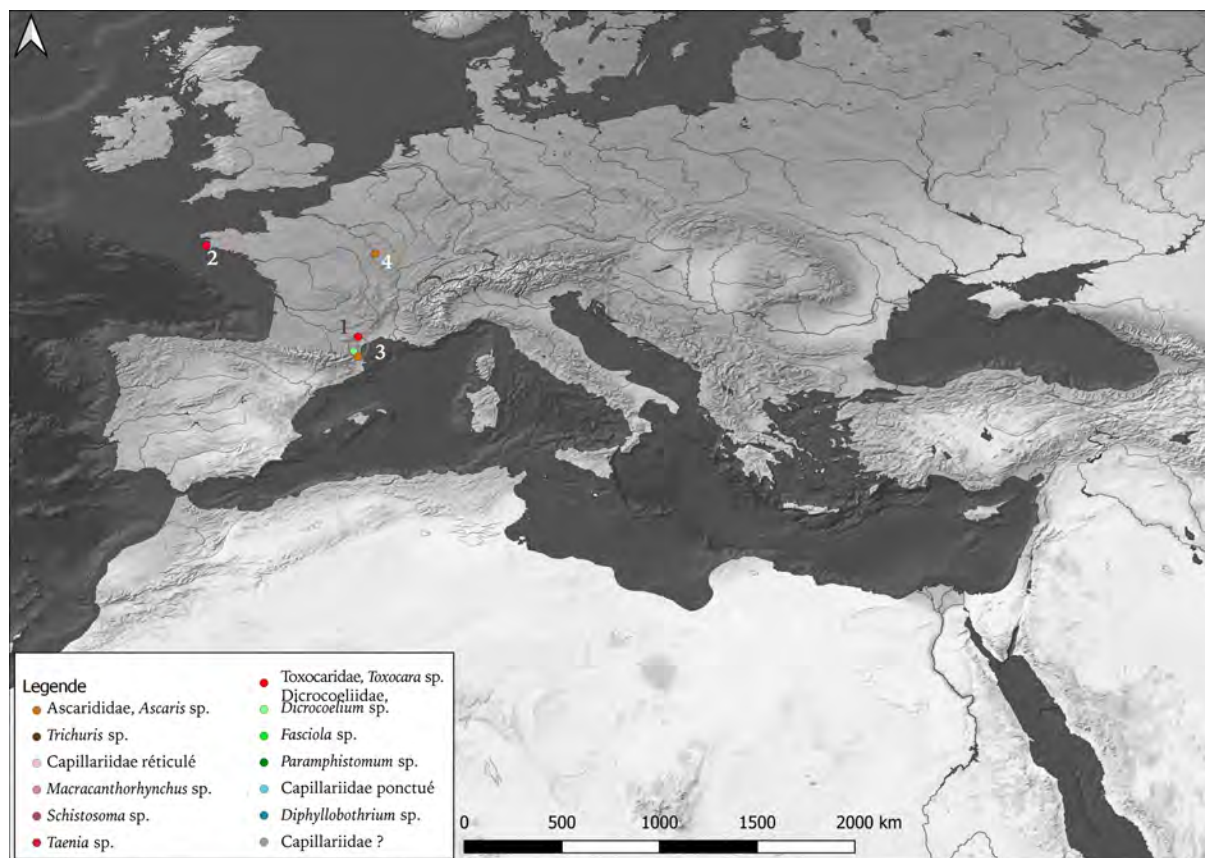 2
4
1
3
Legende
Ascarididae, Ascaris sp.
Trichuris sp.
Capillariidae réticulé
Macracanthorhynchus sp.
Schistosoma sp.
Taenia sp.
Toxocaridae, Toxocara sp.
Dicrocoeliidae,
Dicrocoelium sp.
Fasciola sp.
Paramphistomum sp.
Capillariidae ponctué
Diphyllobothrium sp.
Capillariidae ?
0 500 1000 1500 2000 km